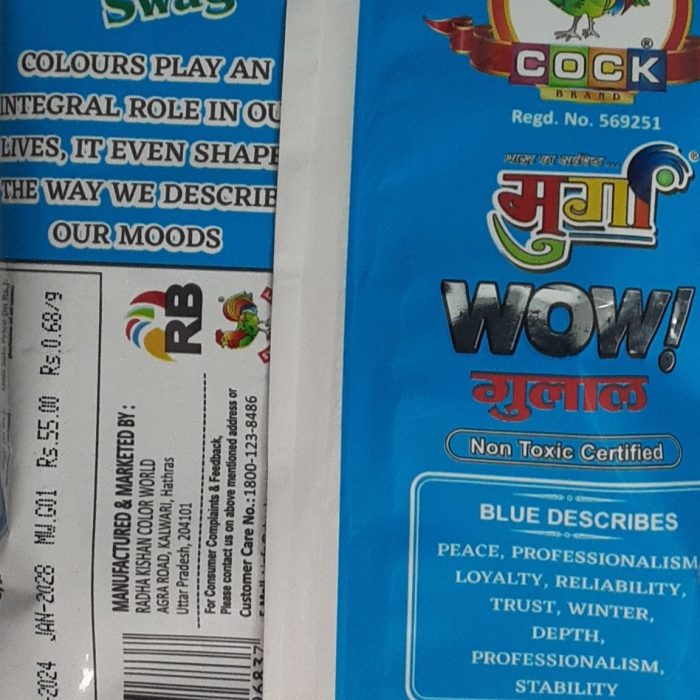 Swag
COLOURS PLAY AN
INTEGRAL ROLE IN OU
LIVES, IT EVEN SHAPE
THE WAY WE DESCRIB
OUR MOODS
-2024 JAN-2028 MW.G01 Rs.55.00 Rs.0.68/9
RB
MANUFACTURED & MARKETED BY :
RADHA KISHAN COLOR WORLD
AGRA ROAD, KALWARI, Hathras
Uttar Pradesh, 204101
For Consumer Complaints & Feedback,
Please contact us on above mentioned address or
Customer Care No.:1800-123-8486
COCK
BRAND
Regd. No. 569251
मुर्गा
WOW!
गुलाल
Non Toxic Certified
BLUE DESCRIBES
PEACE, PROFESSIONALISM
LOYALTY, RELIABILITY,
TRUST, WINTER,
DEPTH,
PROFESSIONALISM,
STABILITY